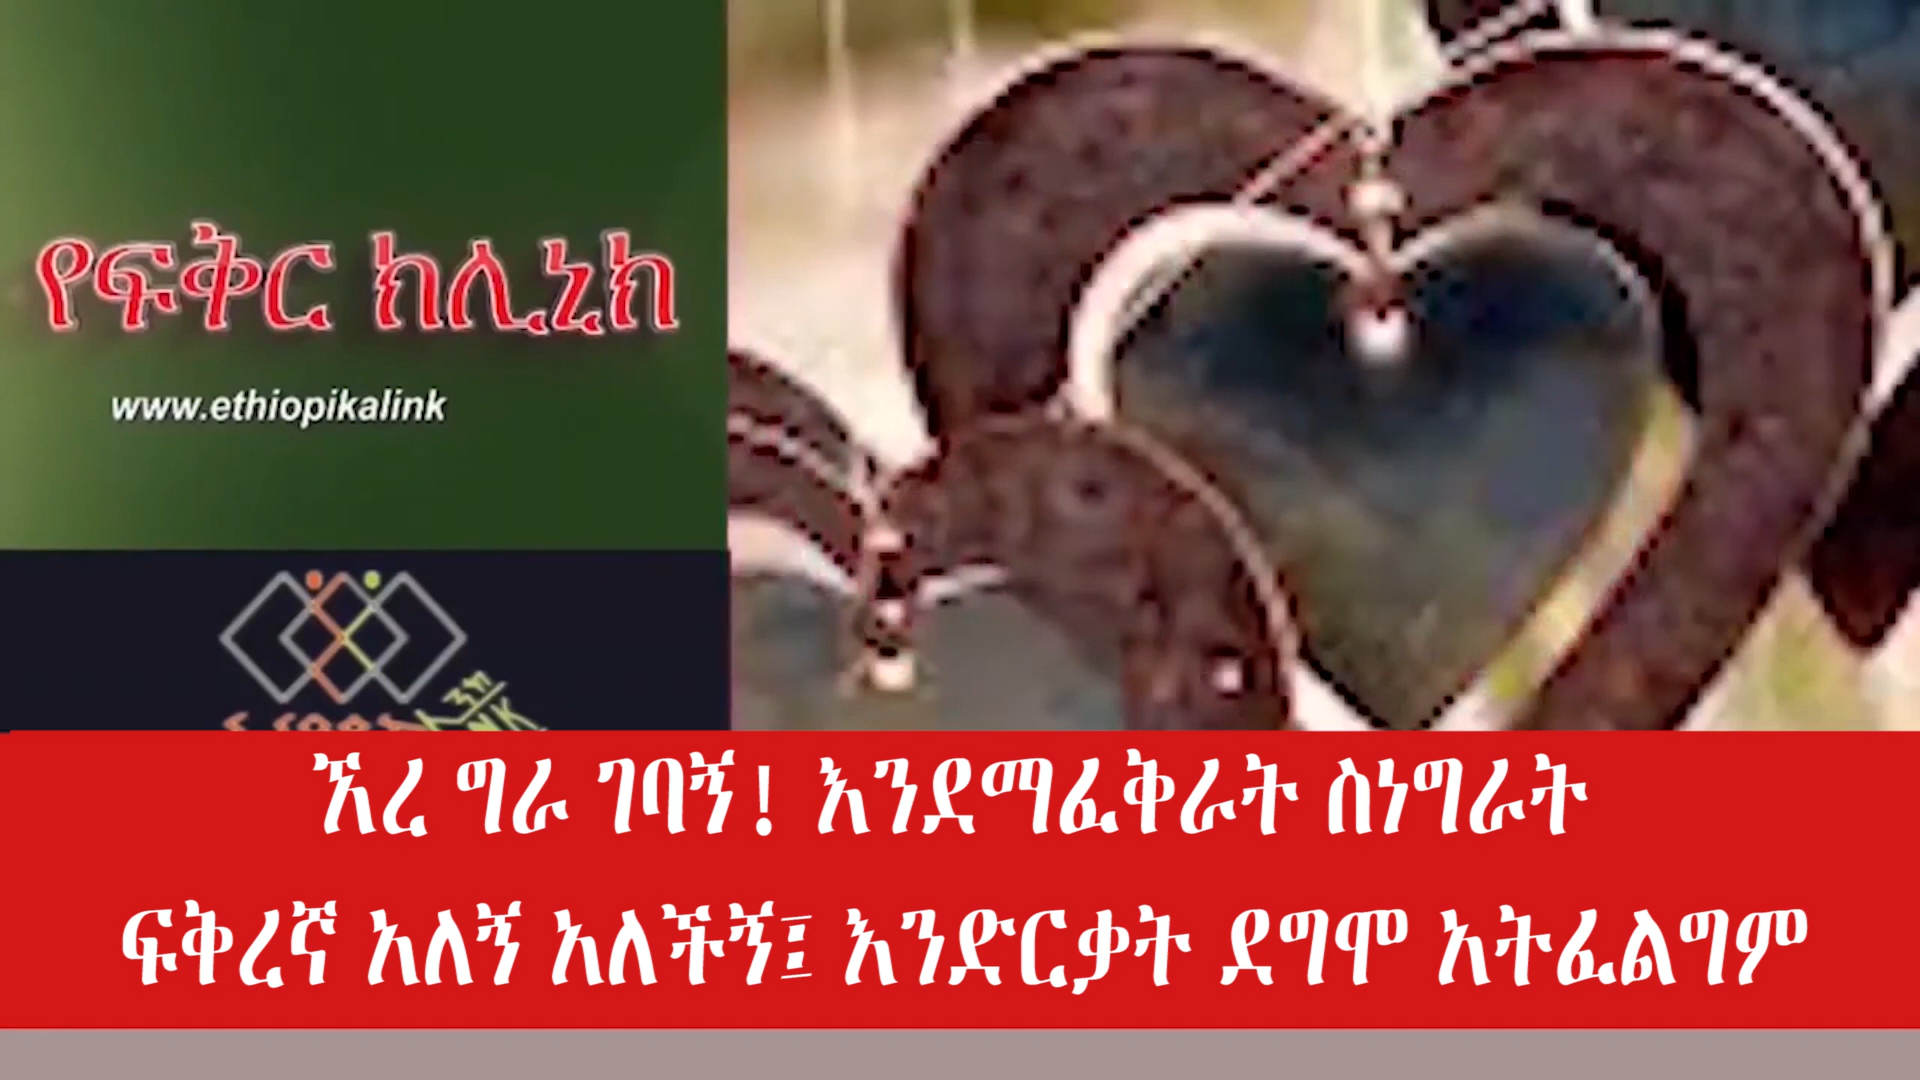 የፍቅር ክሊኒክ
www.ethiopikalink
ኧረ ግራ ገባኝ! እንደማፈቅራት ስነግራት
ፍቅረኛ አለኝ አለችኝ፤ እንድርቃት ደግሞ አትፈልግም